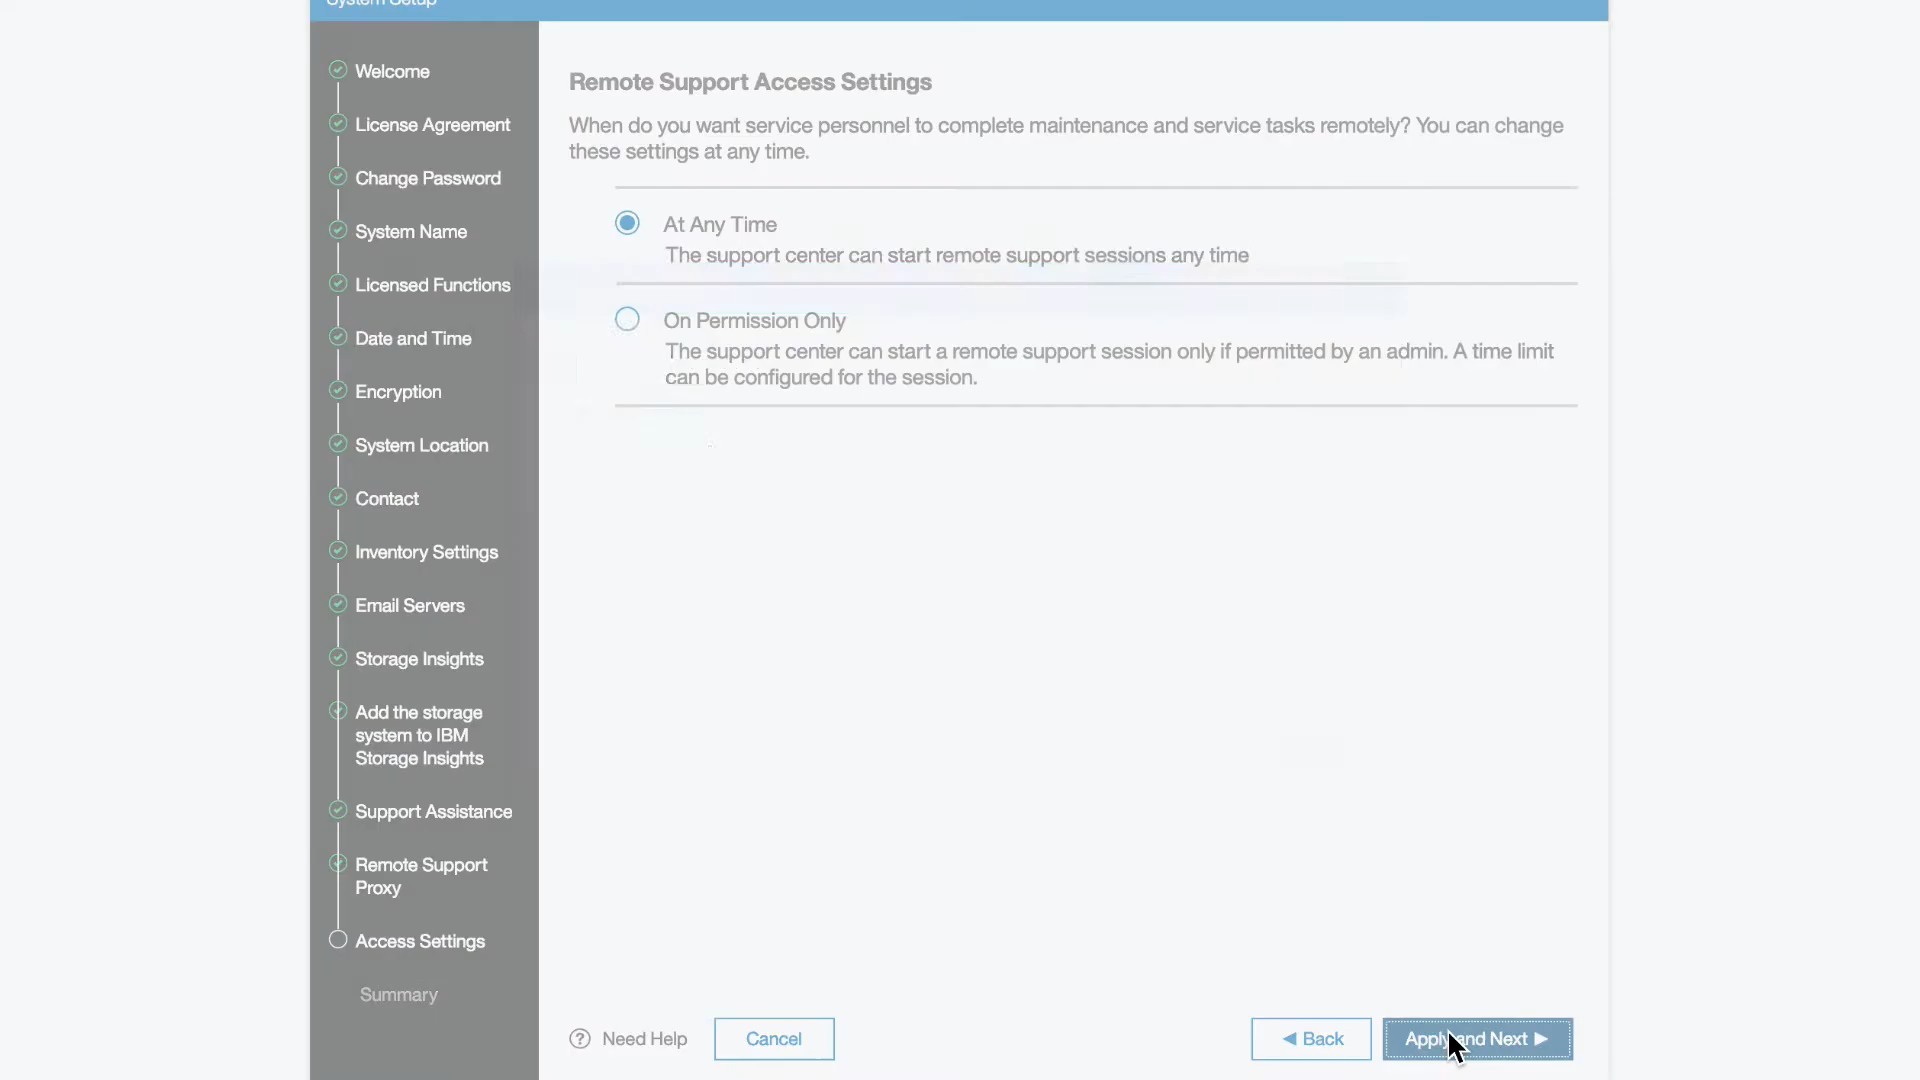 System Setup
Welcome
License Agreement
Change Password
System Name
Licensed Functions
Date and Time
Encryption
System Location
Contact
Inventory Settings
Email Servers
Storage Insights
Add the storage
system to IBM
Storage Insights
Support Assistance
Remote Support
Proxy
Access Settings
Summary
Remote Support Access Settings
When do you want service personnel to complete maintenance and service tasks remotely? You can change
these settings at any time.
At Any Time
The support center can start remote support sessions any time
On Permission Only
The support center can start a remote support session only if permitted by an admin. A time limit
can be configured for the session.
Need Help
Cancel
Back
Apply and Next